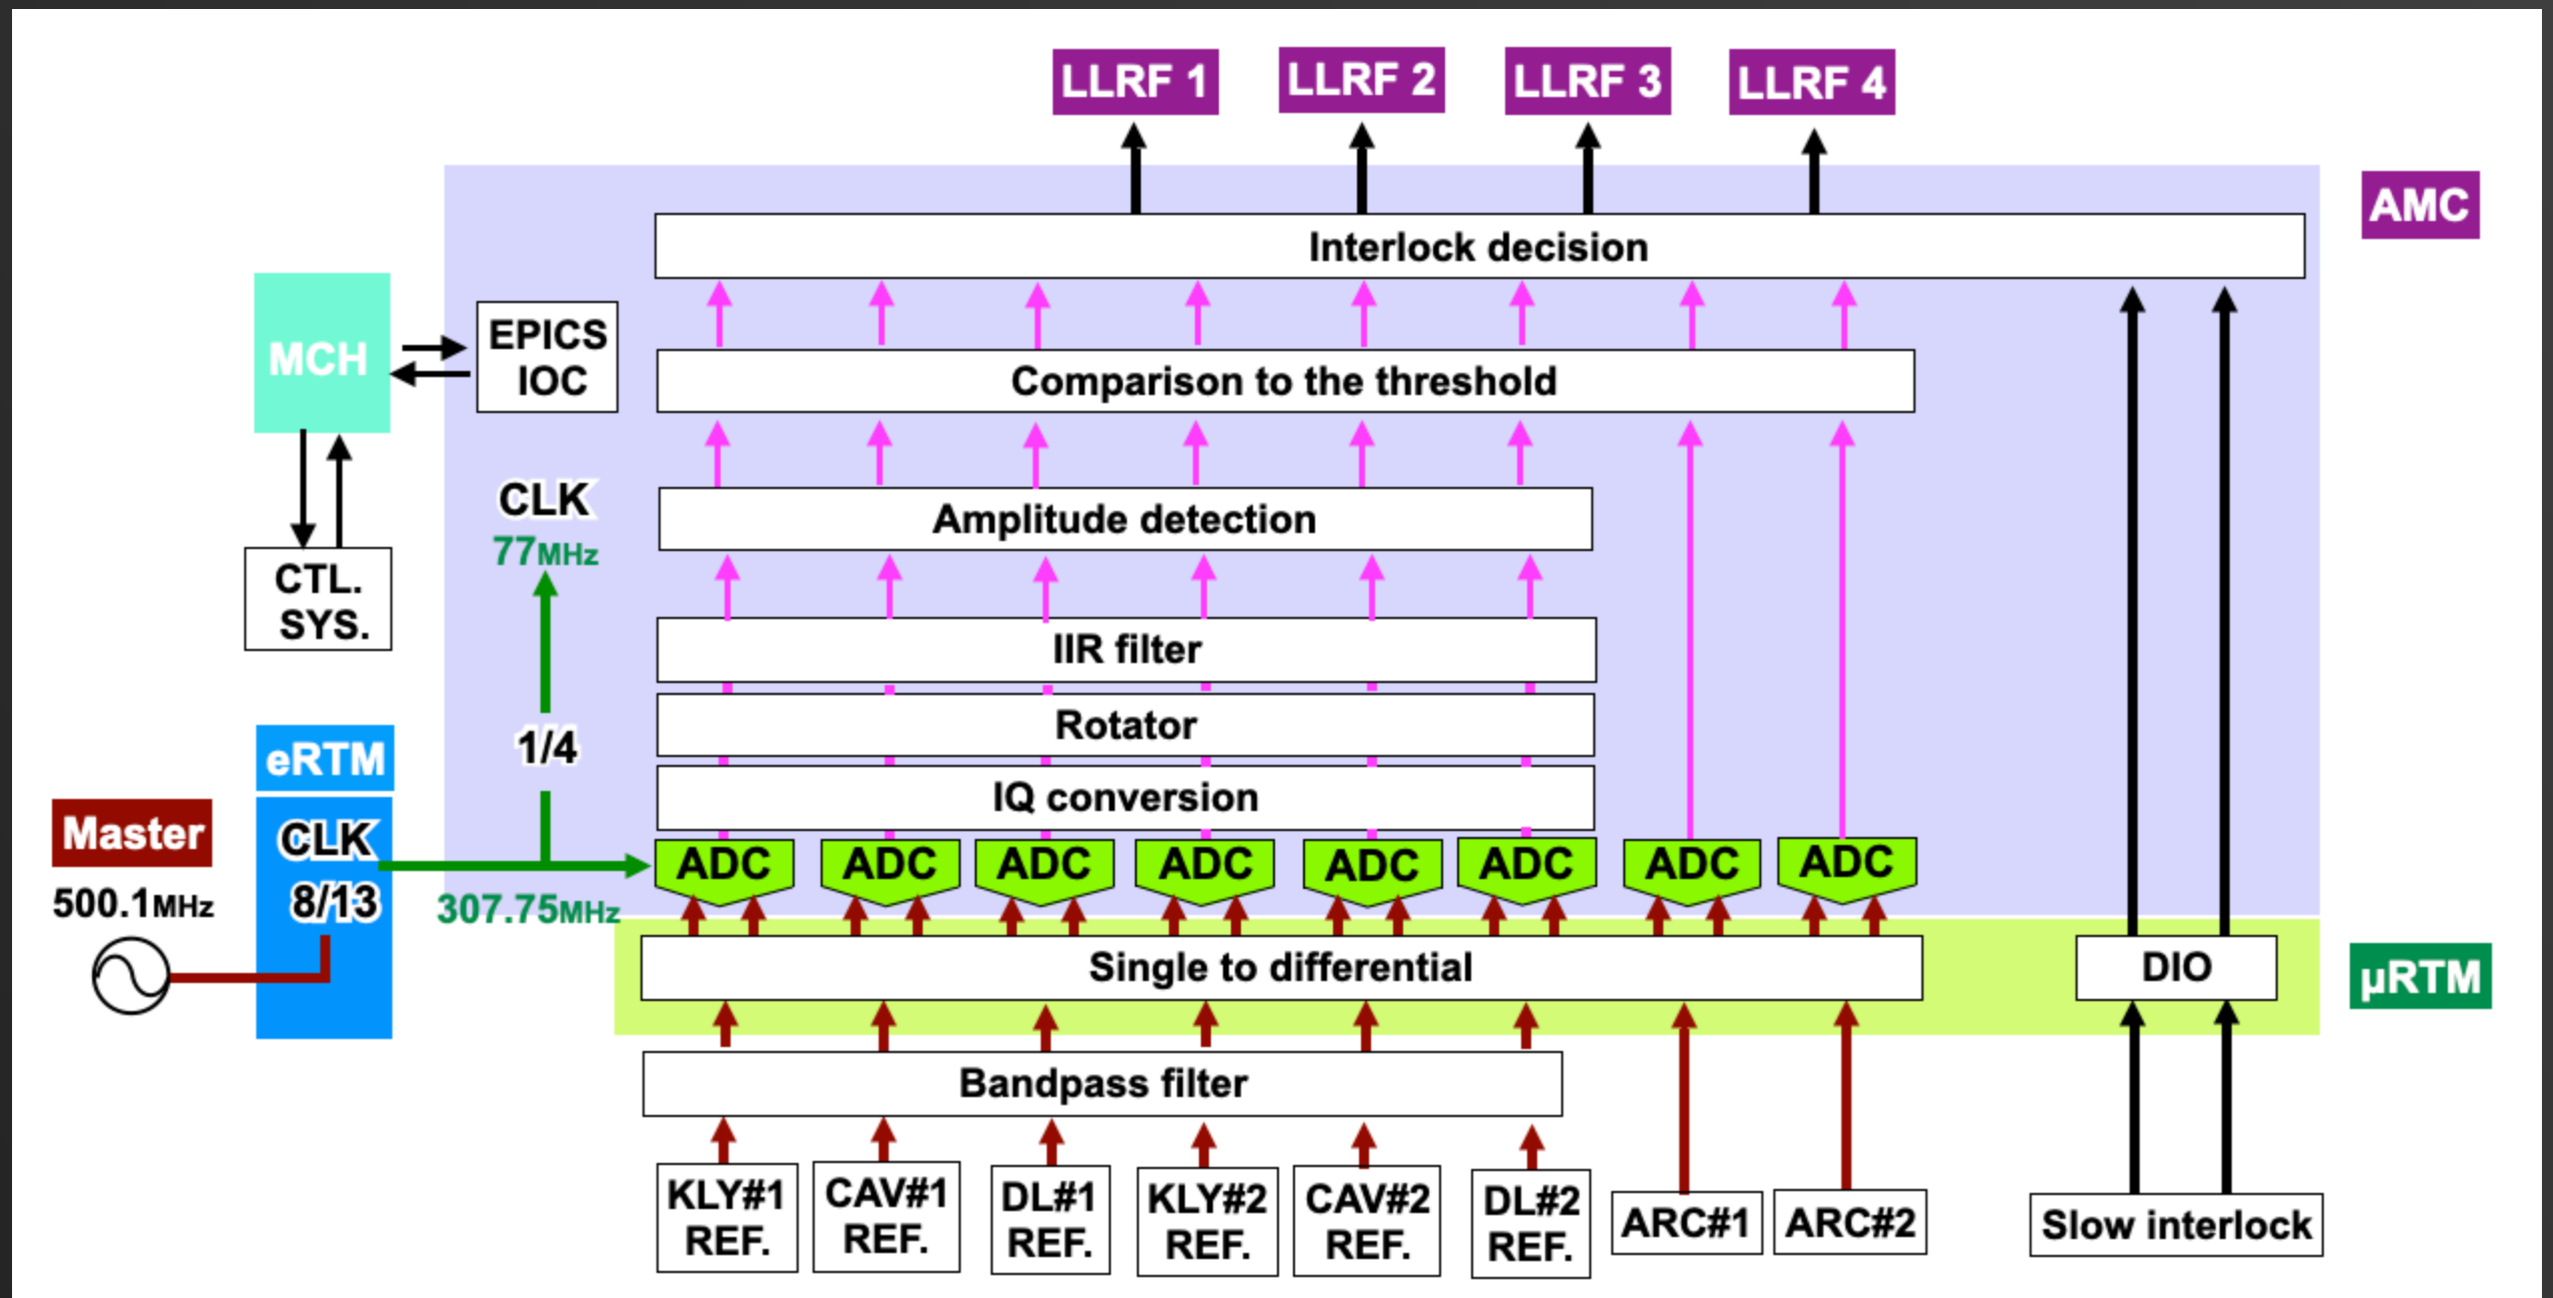 LLRF 1
LLRF 2
LLRF 3
LLRF 4
AMC
Interlock decision
MCH
EPICS
IOC
Comparison to the threshold
CLK
77MHz
Amplitude detection
CTL.
SYS.
IIR filter
Rotator
1/4
eRTM
IQ conversion
Master
500.1MHz
CLK
8/13
307.75MHz
ADC
ADC
ADC
ADC
ADC
ADC
ADC
ADC
Single to differential
DIO
µRTM
Bandpass filter
KLY#1
REF.
CAV#1
REF.
DL#1
REF.
KLY#2
REF.
CAV#2
REF.
DL#2
REF.
ARC#1
ARC#2
Slow interlock